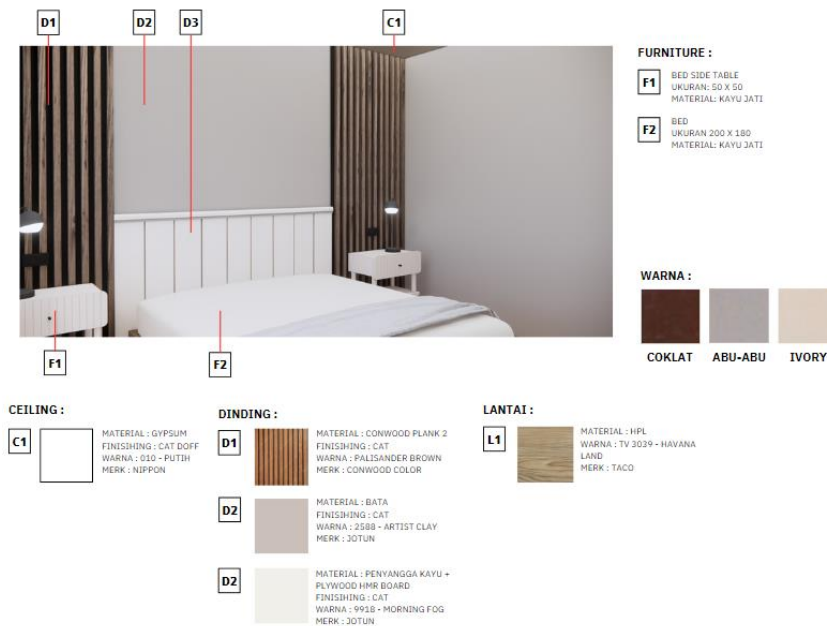 D1
D2
D3
C1
F1
F2
FURNITURE :
F1
BED SIDE TABLE
UKURAN: 50 X 50
MATERIAL: KAYU JATI
F2
BED
UKURAN 200 X 180
MATERIAL: KAYU JATI
WARNA :
COKLAT
ABU-ABU
IVORY
CEILING :
C1
MATERIAL : GYPSUM
FINISIHING : CAT DOFF
WARNA : 010 - PUTIH
MERK : NIPPON
DINDING :
D1
MATERIAL : CONWOOD PLANK 2
FINISIHING : CAT
WARNA : PALISANDER BROWN
MERK : CONWOOD COLOR
D2
MATERIAL : BATA
FINISIHING : CAT
WARNA : 2588 - ARTIST CLAY
MERK : JOTUN
D2
MATERIAL : PENYANGGA KAYU +
PLYWOOD HMR BOARD
FINISIHING : CAT
WARNA : 9918 - MORNING FOG
MERK : JOTUN
LANTAI :
L1
MATERIAL : HPL
WARNA : TV 3039 - HAVANA
LAND
MERK : TACO